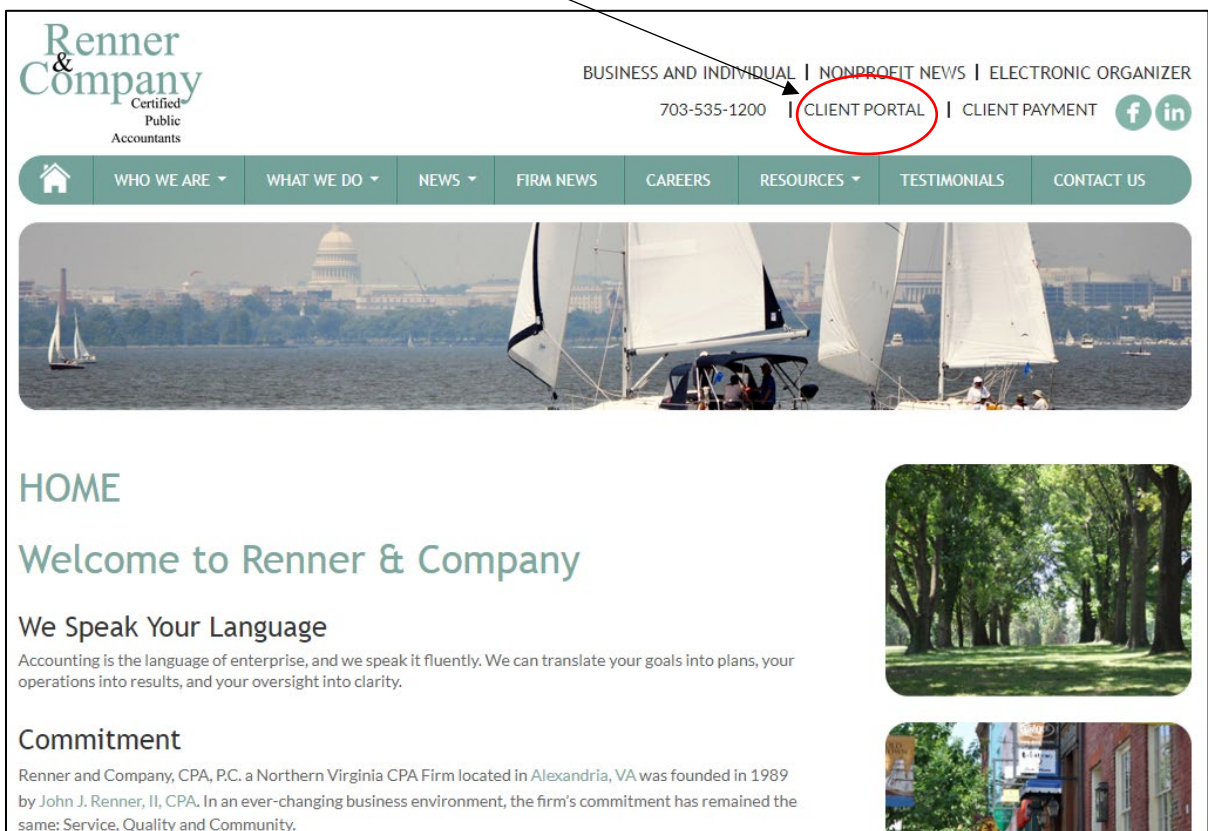 Renner
&
Company
Certified
Public
Accountants
BUSINESS AND INDIVIDUAL | NONPROFIT NEWS | ELECTRONIC ORGANIZER
703-535-1200 | CLIENT PORTAL | CLIENT PAYMENT f in
WHO WE ARE WHAT WE DO NEWS FIRM NEWS CAREERS RESOURCES TESTIMONIALS CONTACT US
HOME
Welcome to Renner & Company
We Speak Your Language
Accounting is the language of enterprise, and we speak it fluently. We can translate your goals into plans, your
operations into results, and your oversight into clarity.
Commitment
Renner and Company, CPA, P.C. a Northern Virginia CPA Firm located in Alexandria, VA was founded in 1989
by John J. Renner, II, CPA. In an ever-changing business environment, the firm's commitment has remained the
same: Service, Quality and Community.
OLD
TOWN